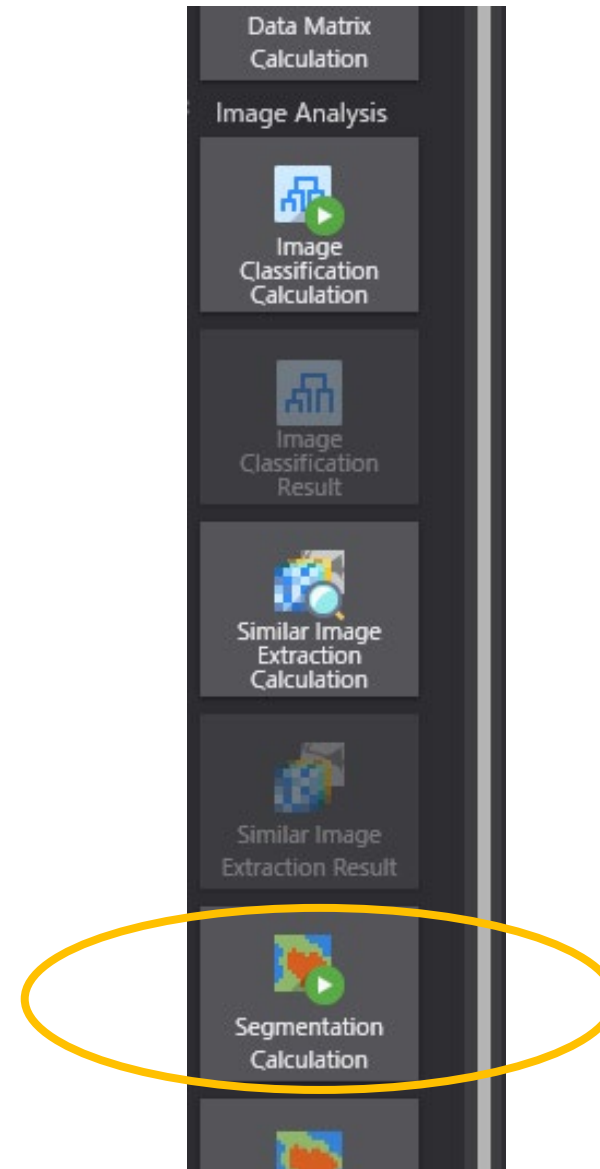 Data Matrix
Calculation
Image Analysis
Image
Classification
Calculation
Image
Classification
Result
Similar Image
Extraction
Calculation
Similar Image
Extraction Result
Segmentation
Calculation